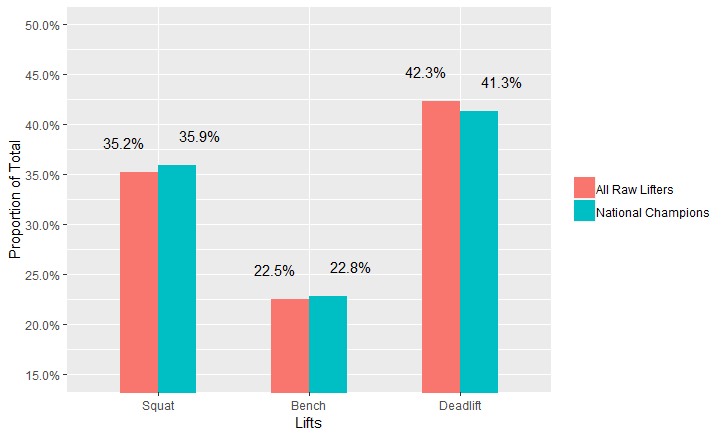 50.0%
45.0%
40.0%
35.0%
30.0%
25.0%
20.0%
15.0%
Proportion of Total
35.2%
35.9%
22.5%
22.8%
42.3%
41.3%
Squat
Bench
Deadlift
Lifts
All Raw Lifters
National Champions